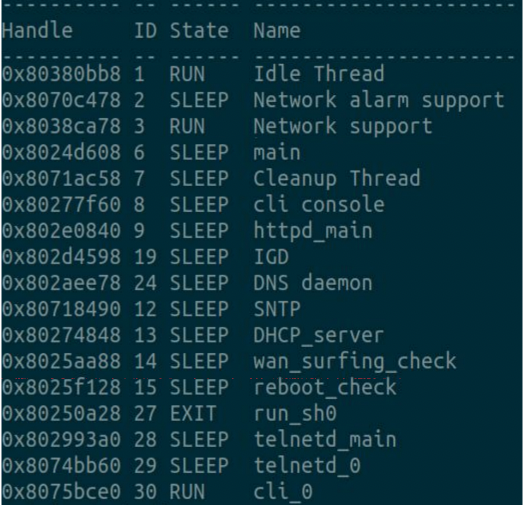 ---------- -- ------ ----------------------
Handle     ID State  Name
---------- -- ------ ----------------------
0x80380bb8 1  RUN    Idle Thread
0x8070c478 2  SLEEP  Network alarm support
0x8038ca78 3  RUN    Network support
0x8024d608 6  SLEEP  main
0x8071ac58 7  SLEEP  Cleanup Thread
0x80277f60 8  SLEEP  cli console
0x802e0840 9  SLEEP  httpd_main
0x802d4598 19 SLEEP  IGD
0x802aee78 24 SLEEP  DNS daemon
0x80718490 12 SLEEP  SNTP
0x80274848 13 SLEEP  DHCP_server
0x8025aa88 14 SLEEP  wan_surfing_check
0x8025f128 15 SLEEP  reboot_check
0x80250a28 27 EXIT   run_sh0
0x802993a0 28 SLEEP  telnetd_main
0x8074bb60 29 SLEEP  telnetd_0
0x8075bce0 30 RUN    cli_0